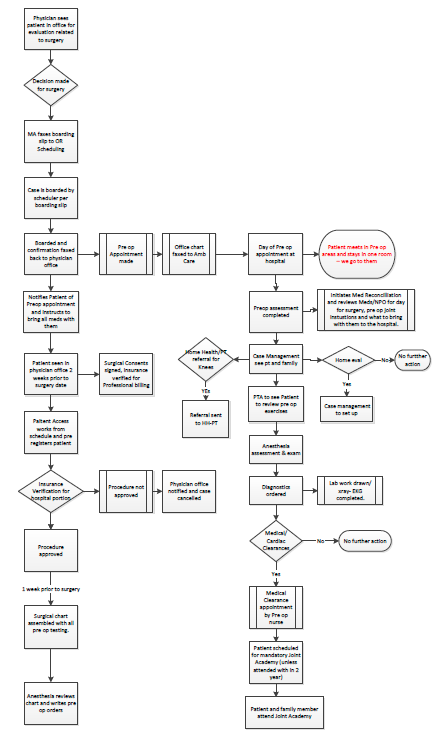 Physician sees
patient in office for
evaluation related
to surgery
Decision made
for surgery
MA faxes boarding
slip to OR
Scheduling
Case is boarded by
scheduler per
boarding slip
Boarded and
confirmation faxed
back to physician
office
Pre op
Appointment
made
Office chart
faxed to Amb
Care
Day of Pre op
appointment at
hospital
Patient meets in Pre op
areas and stays in one room
– we go to them
Notifies Patient of
Preop appointment
and instructs to
bring all meds with
them
Preop assessment
completed
Initiates Med Reconcilliation
and reviews Meds/NPO for day
for surgery, pre op joint
instuctions and what to bring
with them to the hospital.
Patient seen in
physician office 2
weeks prior to
surgery date
Surgical Consents
signed, insurance
verified for
Professional billing
Home Health/PT
referral for
Knees
Case Management
see pt and family
Home eval
No
No furtther
action
YEs
Yes
Referral sent
to HH-PT
Case management
to set up
Paitent Access
works from
schedule and pre
registers patient
PTA to see Patient
to review pre op
exercises
Anesthesia
assessment & exam
Insurance
Verification for
hospital portion
Procedure not
approved
Physician office
notified and case
cancelled
Diagnostics
ordered
Lab work drawn/
xray- EKG
completed.
Procedure
approved
Medical/
Cardiac
Clearances
No
No further action
Yes
1 week prior to surgery
Surgical chart
assembled with all
pre op testing.
Medical
Clearance
appointment
by Pre op
nurse
Patient scheduled
for mandatory Joint
Academy (unless
attended with in 2
year)
Anesthesia reviews
chart and writes pre
op orders
Patient and family member
attend Joint Academy